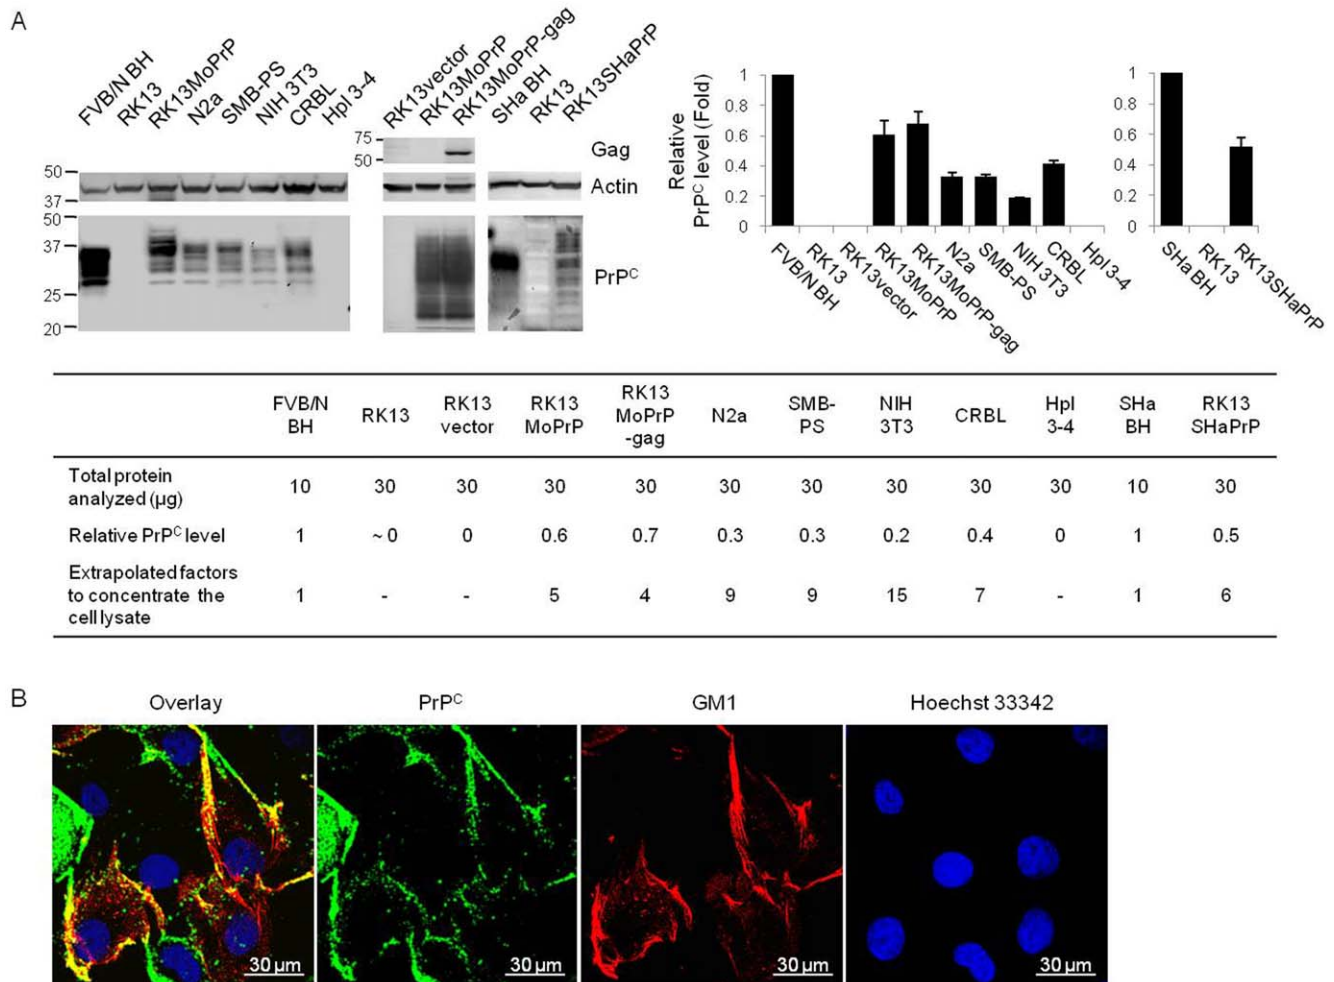 A
FVB/N BH
RK13
RK13MoPrP
N2a
SMB-PS
NIH 3T3
CRBL
Hpl 3-4
RK13vector
RK13MoPrP
RK13MoPrP-gag
SHa BH
RK13
RK13SHaPrP
75
50
Gag
50
37
Actin
50
37
25
20
PrPᶜ
Relative
PrPᶜ level (Fold)
1
0.8
0.6
0.4
0.2
0
FVB/N BH
RK13
RK13vector
RK13MoPrP
RK13MoPrP-gag
N2a
SMB-PS
NIH 3T3
CRBL
Hpl 3-4
1
0.8
0.6
0.4
0.2
0
SHa BH
RK13
RK13SHaPrP
FVB/N BH RK13 RK13 vector RK13 MoPrP RK13 MoPrP -gag N2a SMB- PS NIH 3T3 CRBL Hpl 3-4 SHa BH RK13 SHaPrP
Total protein
analyzed (µg) 10 30 30 30 30 30 30 30 30 30 10 30
Relative PrPᶜ level 1 ~ 0 0 0.6 0.7 0.3 0.3 0.2 0.4 0 1 0.5
Extrapolated factors
to concentrate the 1 - - 5 4 9 9 15 7 - 1 6
cell lysate
B
Overlay PrPᶜ GM1 Hoechst 33342
30 µm 30 µm 30 µm 30 µm